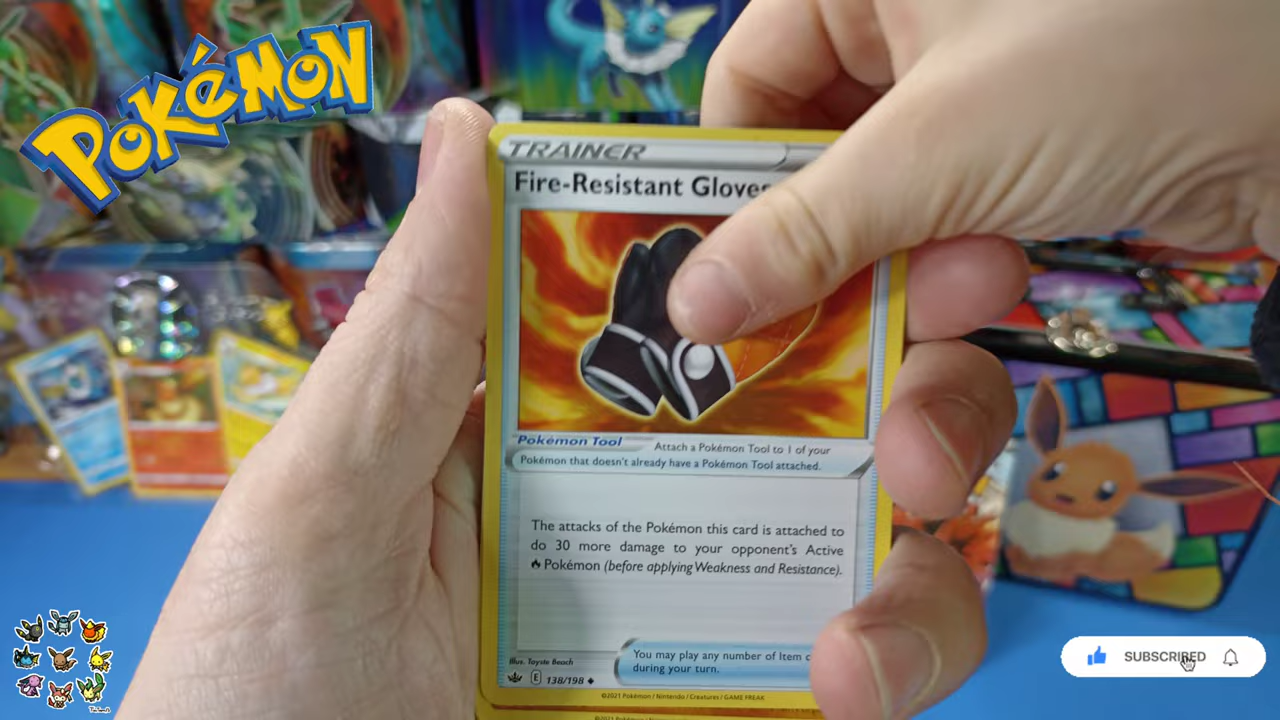 POKéMON
TRAINER
Fire-Resistant Gloves
Pokémon Tool
Attach a Pokémon Tool to 1 of your
Pokémon that doesn't already have a Pokémon Tool attached.
The attacks of the Pokémon this card is attached to
do 30 more damage to your opponent's Active
Pokémon (before applying Weakness and Resistance).
You may play any number of Item c
during your turn.
Illus. Toyste Beach
E 138/198
©2021 Pokémon / Nintendo / Creatures / GAME FREAK
SUBSCRIBED